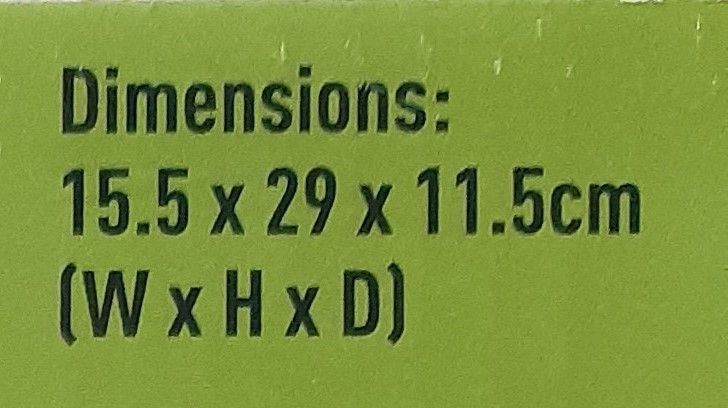 Dimensions:
15.5 x 29 x 11.5cm
(W x H x D)